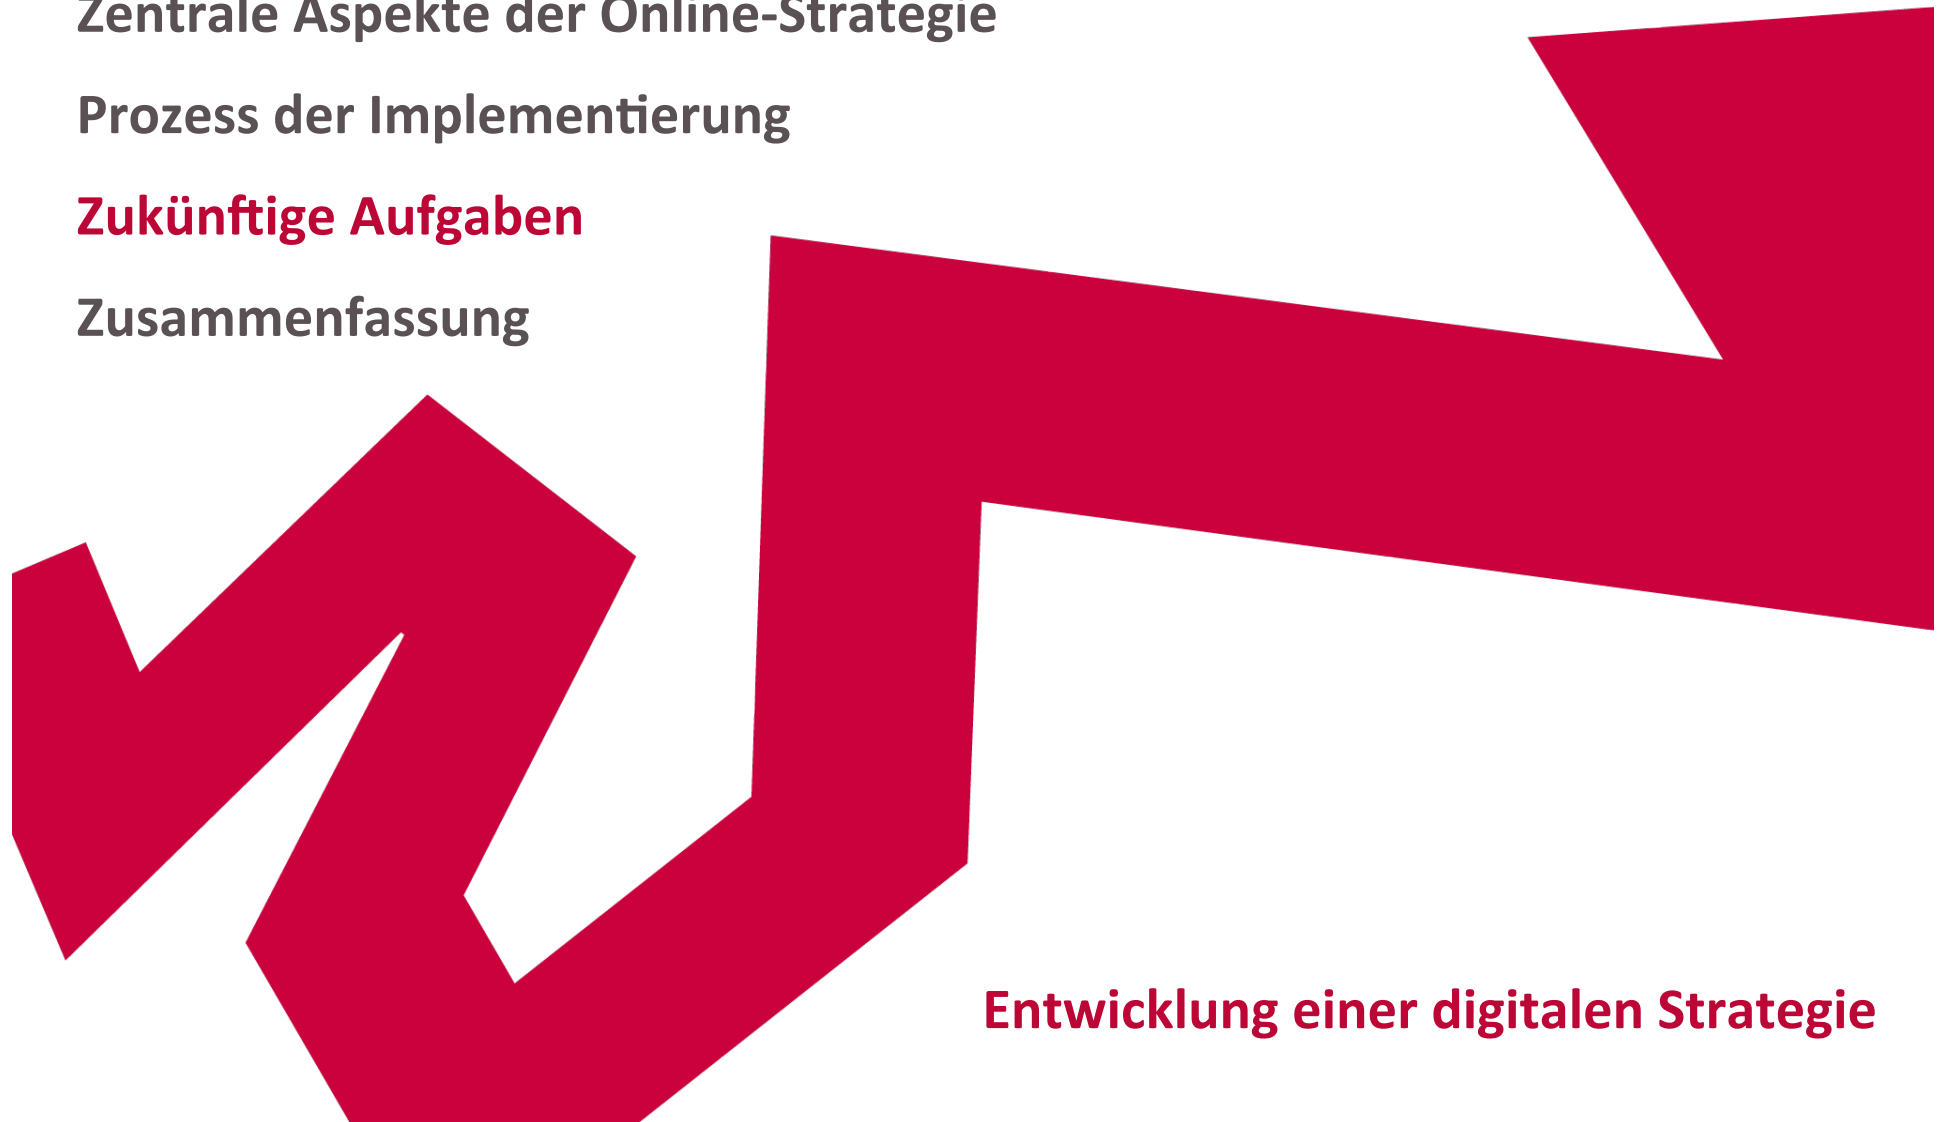 Zentrale Aspekte der Online-Strategie
Prozess der Implementierung
Zukünftige Aufgaben
Zusammenfassung
Entwicklung einer digitalen Strategie